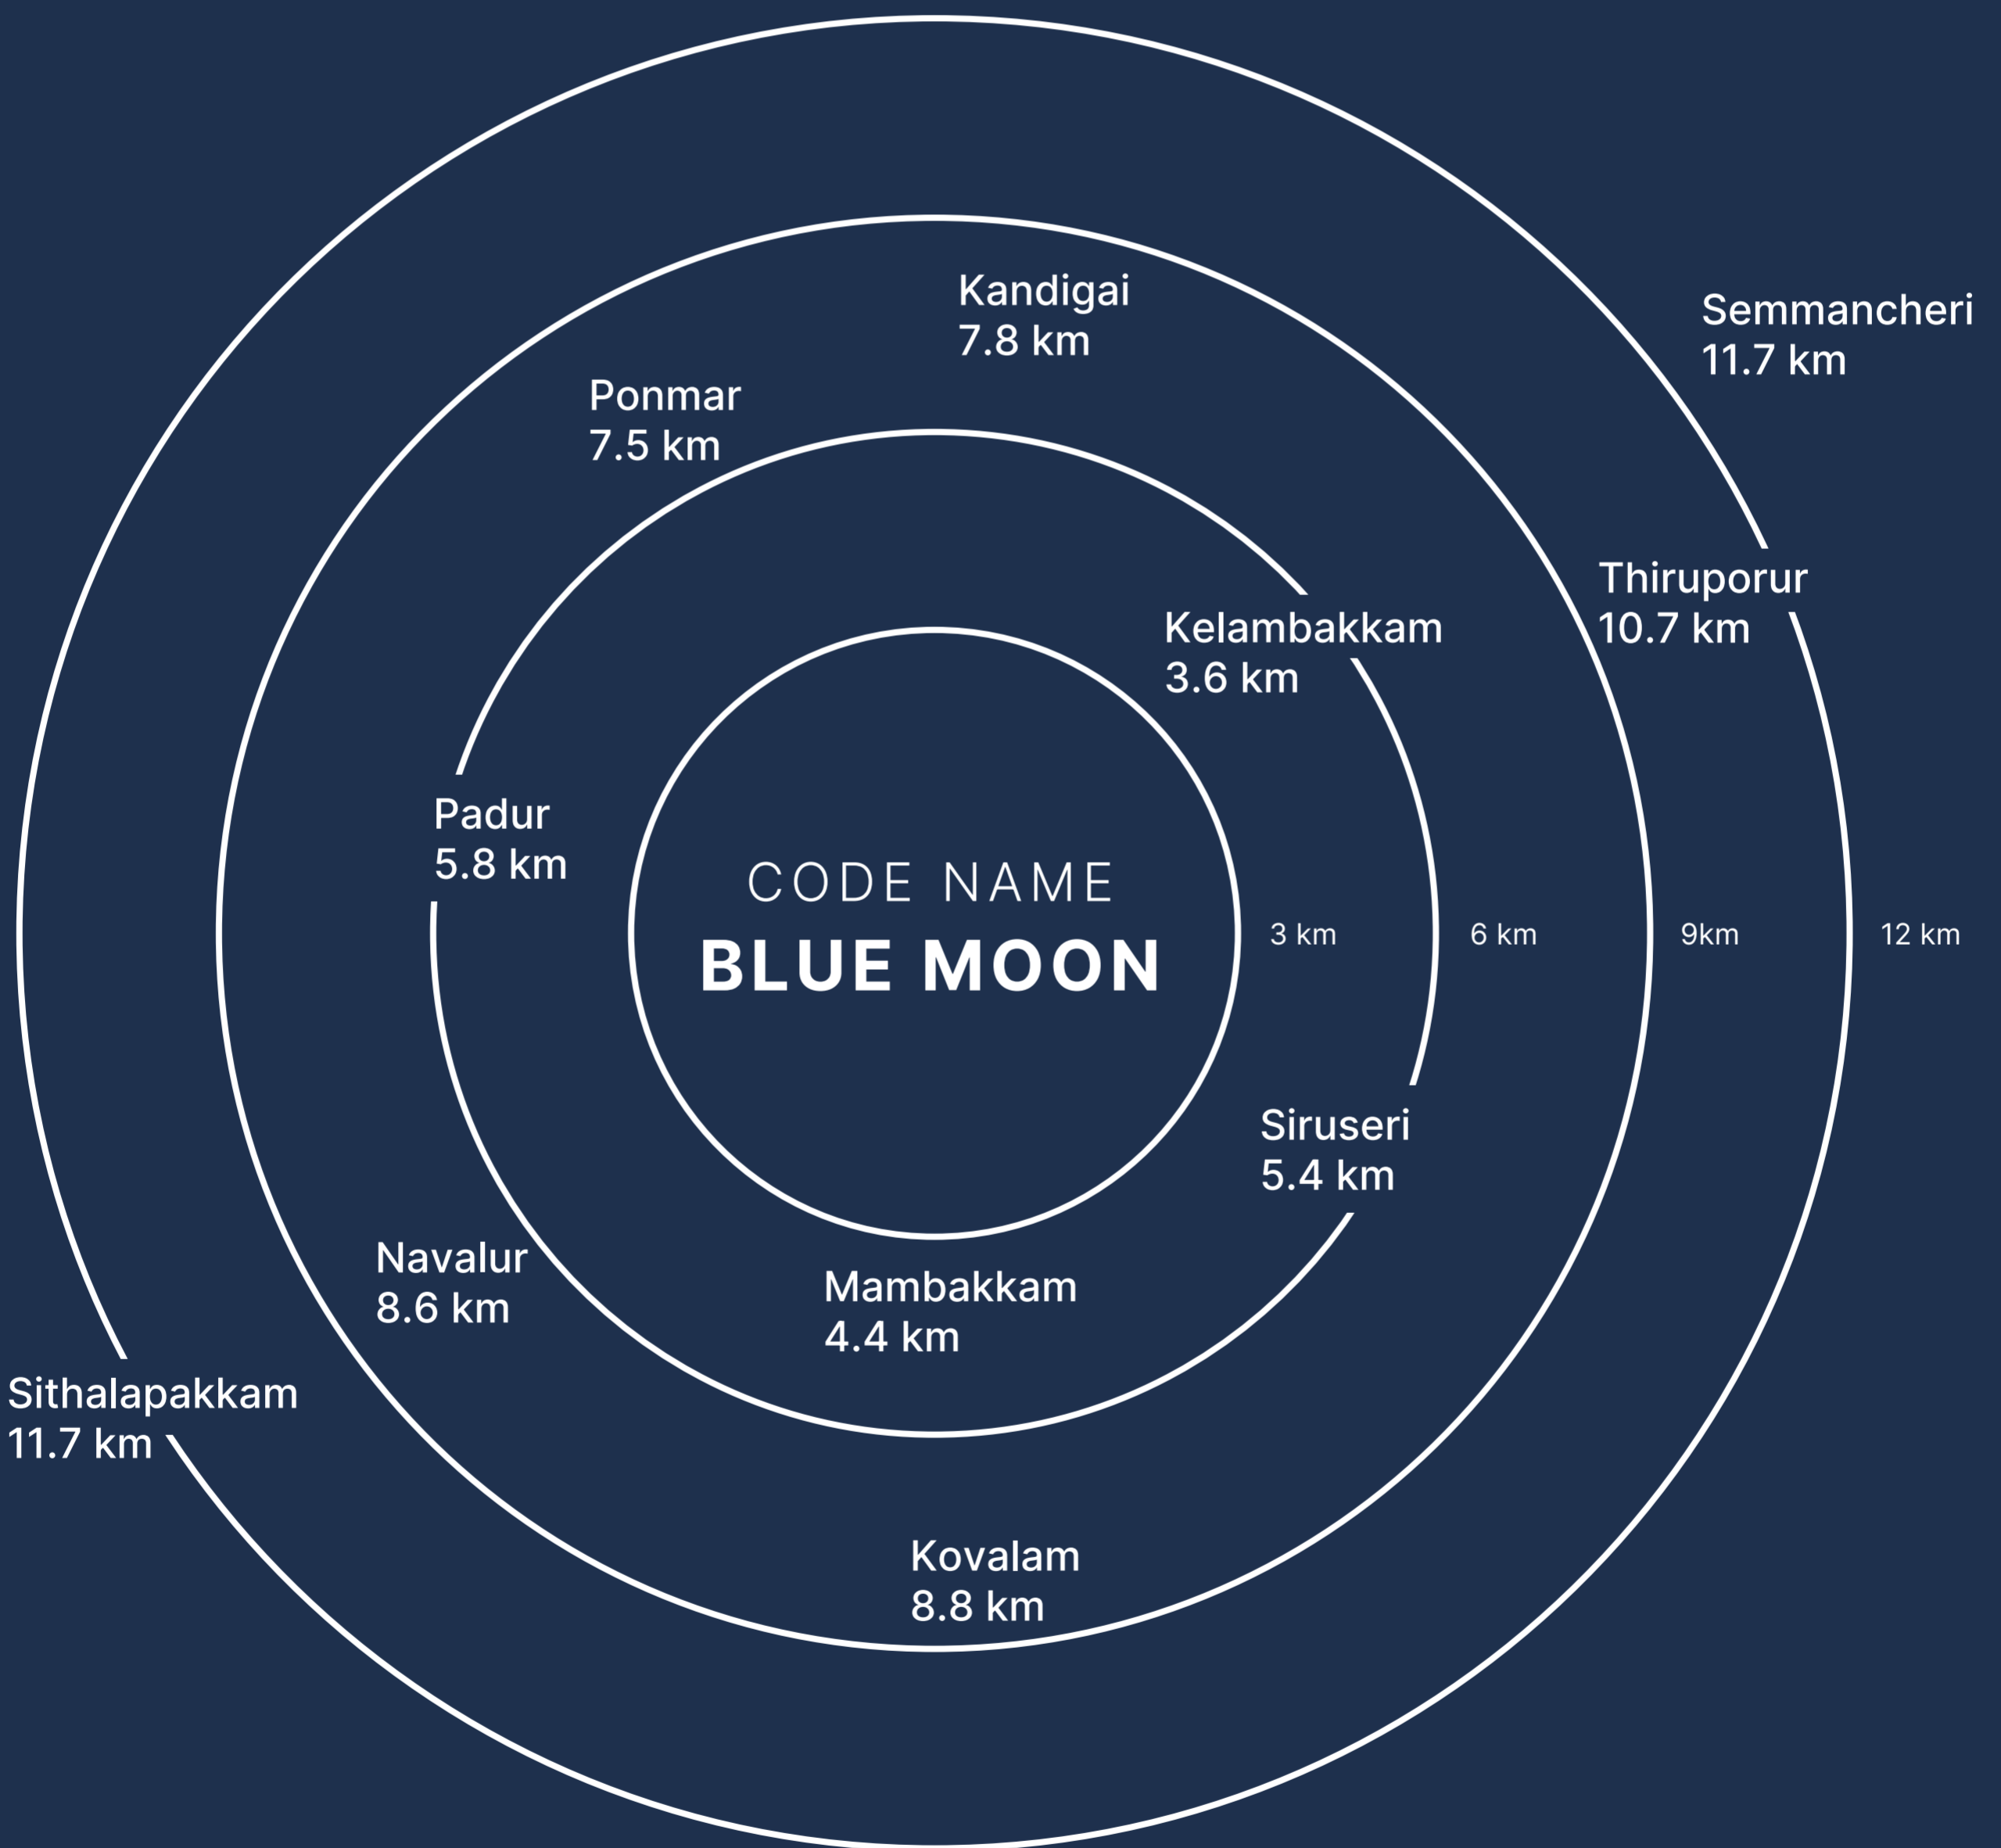 Kandigai
7.8 km
Semmancheri
11.7 km
Ponmar
7.5 km
Thiruporur
10.7 km
Kelambakkam
3.6 km
Padur
5.8 km
CODE NAME
BLUE MOON
3 km
6 km
9km
12 km
Siruseri
5.4 km
Navalur
8.6 km
Mambakkam
4.4 km
Sithalapakkam
11.7 km
Kovalam
8.8 km